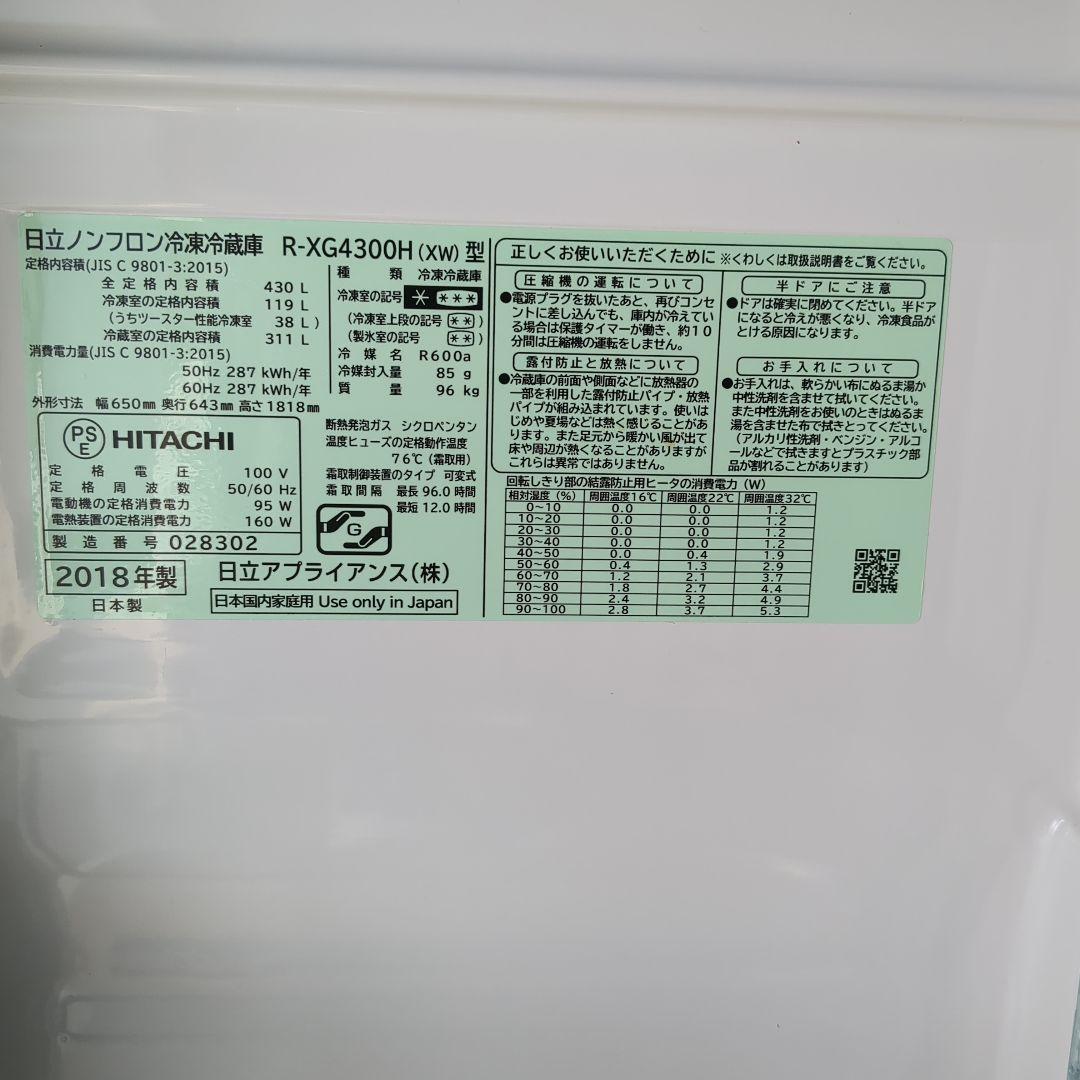 日立ノンフロン冷凍冷蔵庫 R-XG4300H (XW) 型
定格内容積(JIS C 9801-3:2015)
全定格内容積 430 L
冷凍室の定格内容積 119 L
(うちツースター性能冷凍室 38 L )
冷蔵室の定格内容積 311 L
消費電力量(JIS C 9801-3:2015)
50Hz 287 kWh/年
60Hz 287 kWh/年
外形寸法 幅650mm 奥行643mm 高さ1818mm
種類 冷凍冷蔵庫
冷凍室の記号 * ***
(冷凍室上段の記号 ** )
(製氷室の記号 ** )
冷媒名 R600a
冷媒封入量 85 g
質量 96 kg
PS
E
HITACHI
定格電圧 100 V
定格周波数 50/60 Hz
電動機の定格消費電力 95 W
電熱装置の定格消費電力 160 W
製造番号 028302
断熱発泡ガス シクロペンタン
温度ヒューズの定格動作温度
76℃(霜取用)
霜取制御装置のタイプ 可変式
霜取間隔 最長 96.0 時間
最短 12.0 時間
G
2018年製
日本製
日立アプライアンス(株)
日本国内家庭用 Use only in Japan
正しくお使いいただくために ※くわしくは取扱説明書をご覧ください。
圧縮機の運転について
●電源プラグを抜いたあと、再びコンセ
ントに差し込んでも、庫内が冷えてい
る場合は保護タイマーが働き、約10
分間は圧縮機の運転をしません。
露付防止と放熱について
●冷蔵庫の前面や側面などに放熱器の
一部を利用した露付防止パイプ・放熱
パイプが組み込まれています。使いは
じめや夏場などは熱く感じることがあ
ります。また足元から暖かい風が出て
床や周辺が熱くなることがありますが
これらは異常ではありません。
半ドアにご注意
●ドアは確実に閉めてください。半ドア
になると冷えが悪くなり、冷凍食品が
とける原因になります。
お手入れについて
●お手入れは、軟らかい布にぬるま湯か
中性洗剤を含ませて拭いてください。
また中性洗剤をお使いのときはぬるま
湯を含ませた布で拭きとってください。
(アルカリ性洗剤・ベンジン・アルコ
ールなどで拭きますとプラスチック部
品が割れることがあります)
回転しきり部の結露防止用ヒータの消費電力(W)
相対湿度(%) 周囲温度16℃ 周囲温度22℃ 周囲温度32℃
0~10 0.0 0.0 1.2
10~20 0.0 0.0 1.2
20~30 0.0 0.0 1.2
30~40 0.0 0.0 1.2
40~50 0.0 0.4 1.9
50~60 0.4 1.3 2.9
60~70 1.2 2.1 3.7
70~80 1.8 2.7 4.4
80~90 2.4 3.2 4.9
90~100 2.8 3.7 5.3